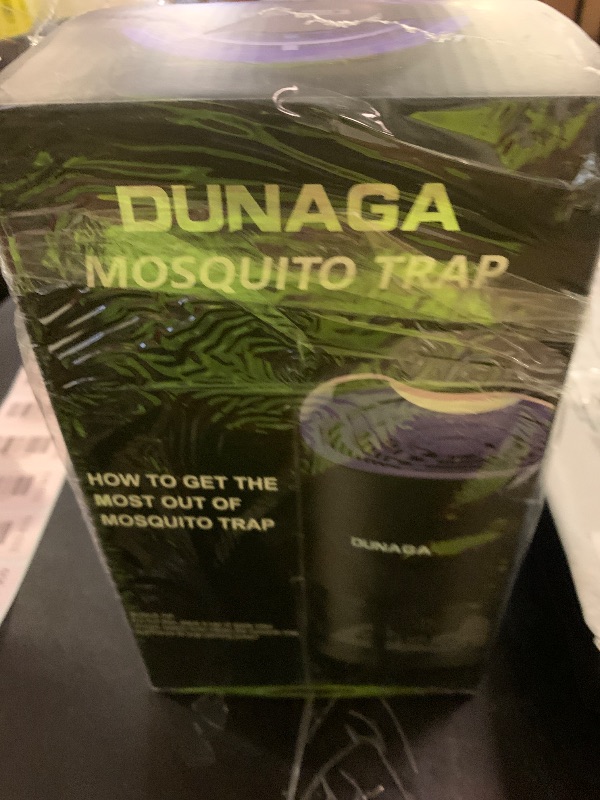 DUNAGA
MOSQUITO TRAP
HOW TO GET THE
MOST OUT OF
MOSQUITO TRAP
DUNAGA